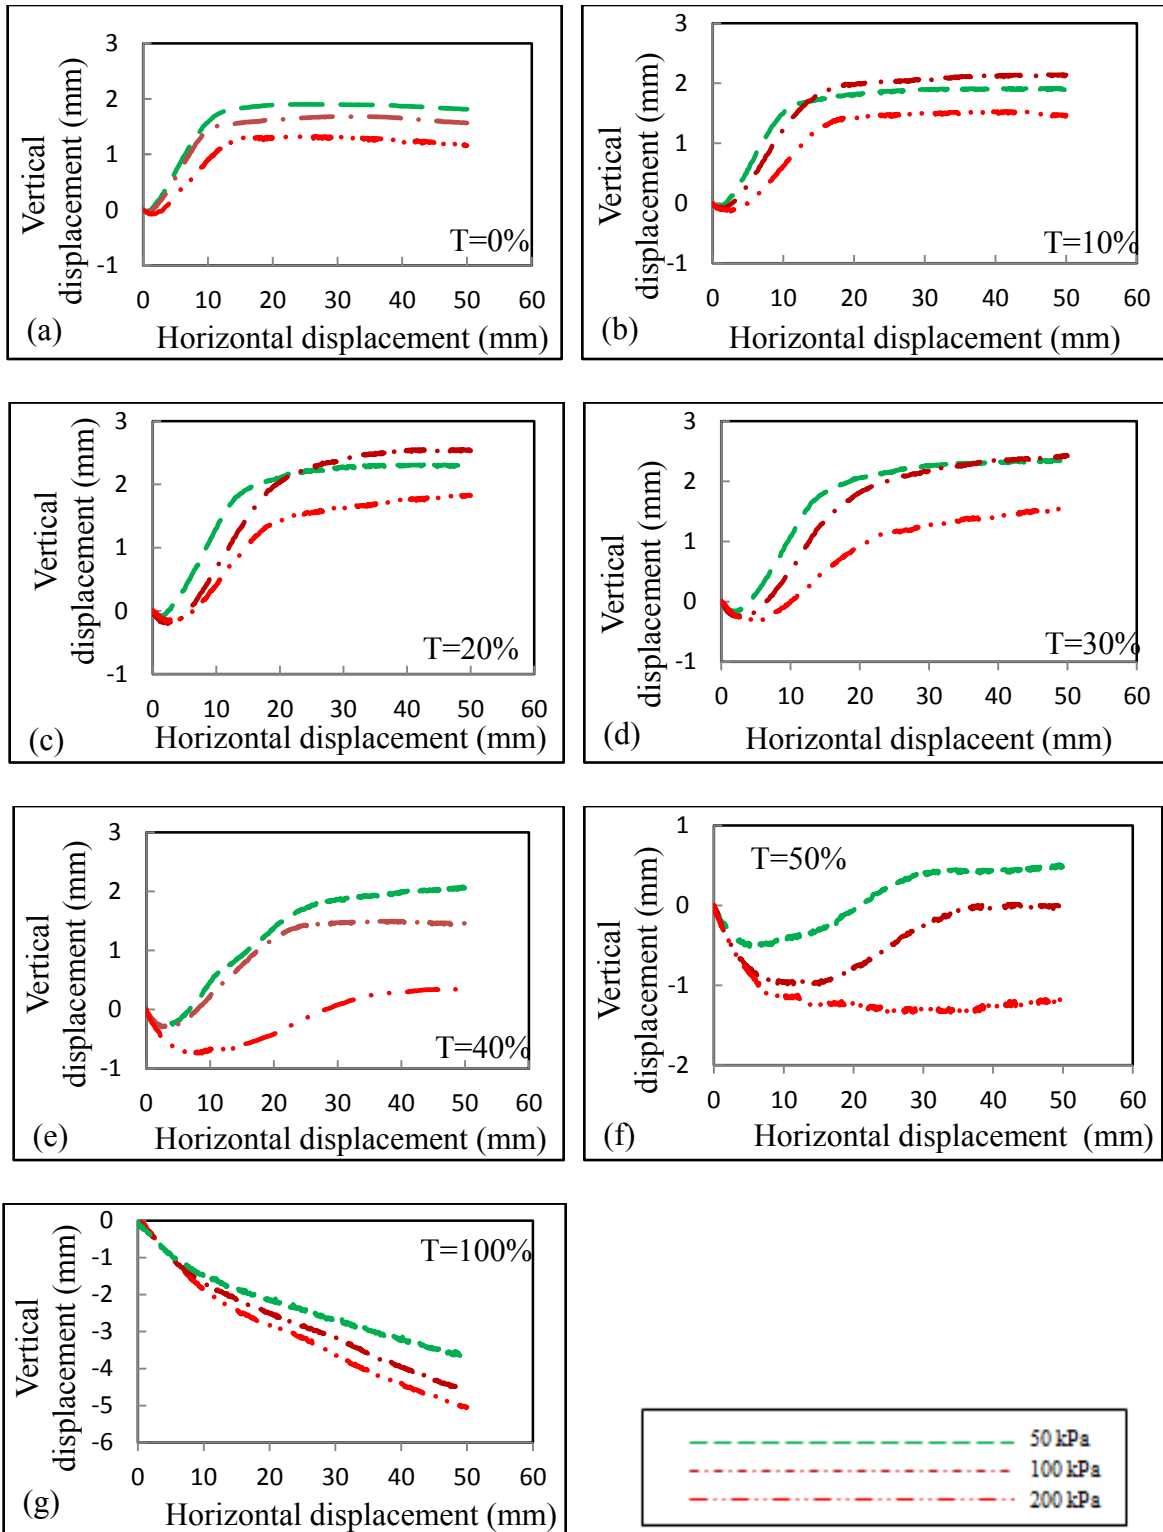 3
2
1
0
-1
Vertical
displacement (mm)
T=0%
0 10 20 30 40 50 60
(a) Horizontal displacement (mm)
3
2
1
0
-1
Vertical
displacement (mm)
T=10%
0 10 20 30 40 50 60
(b) Horizontal displacement (mm)
3
2
1
0
-1
Vertical
displacement (mm)
T=20%
0 10 20 30 40 50 60
(c) Horizontal displacement (mm)
3
2
1
0
-1
Vertical
displacement (mm)
T=30%
0 10 20 30 40 50 60
(d) Horizontal displaceent (mm)
3
2
1
0
-1
Vertical
displacement (mm)
T=40%
0 10 20 30 40 50 60
(e) Horizontal displacement (mm)
1
0
-1
-2
Vertical
displacement (mm)
T=50%
0 10 20 30 40 50 60
(f) Horizontal displacement (mm)
0
-1
-2
-3
-4
-5
-6
Vertical
displacement (mm)
T=100%
0 10 20 30 40 50 60
(g) Horizontal displacement (mm)
50 kPa
100 kPa
200 kPa